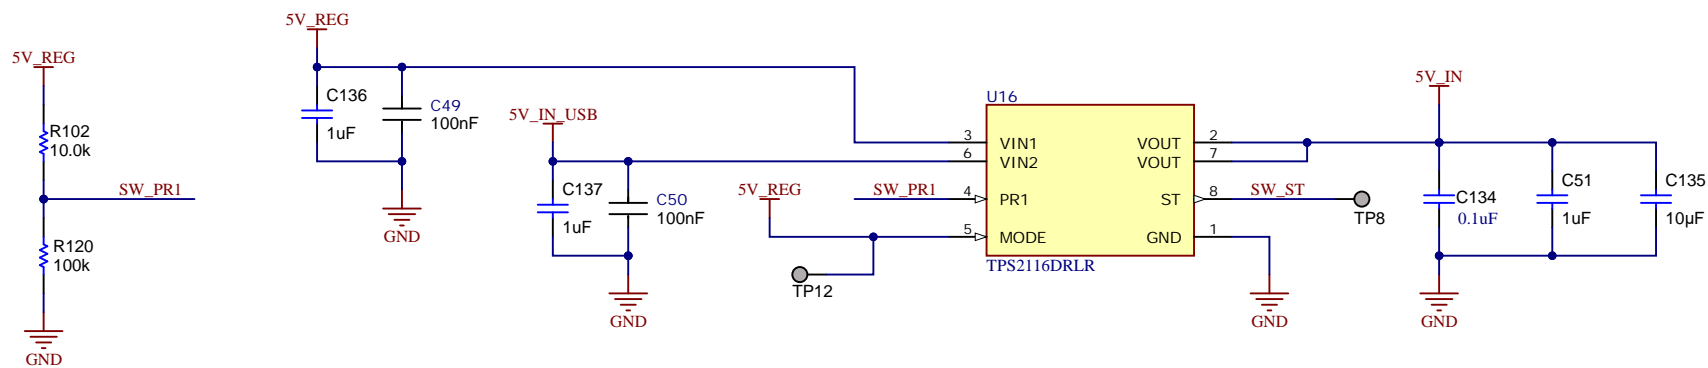 5V_REG
R102
10.0k
SW_PR1
R120
100k
GND
5V_REG
C136
1uF
C49
100nF
GND
5V_IN_USB
C137
1uF
C50
100nF
GND
5V_REG
SW_PR1
TP12
U16
3 VIN1 VOUT 2
6 VIN2 VOUT 7
4 PR1 ST 8
5 MODE GND 1
TPS2116DRLR
SW_ST
TP8
GND
5V_IN
C134
0.1uF
C51
1uF
C135
10µF
GND